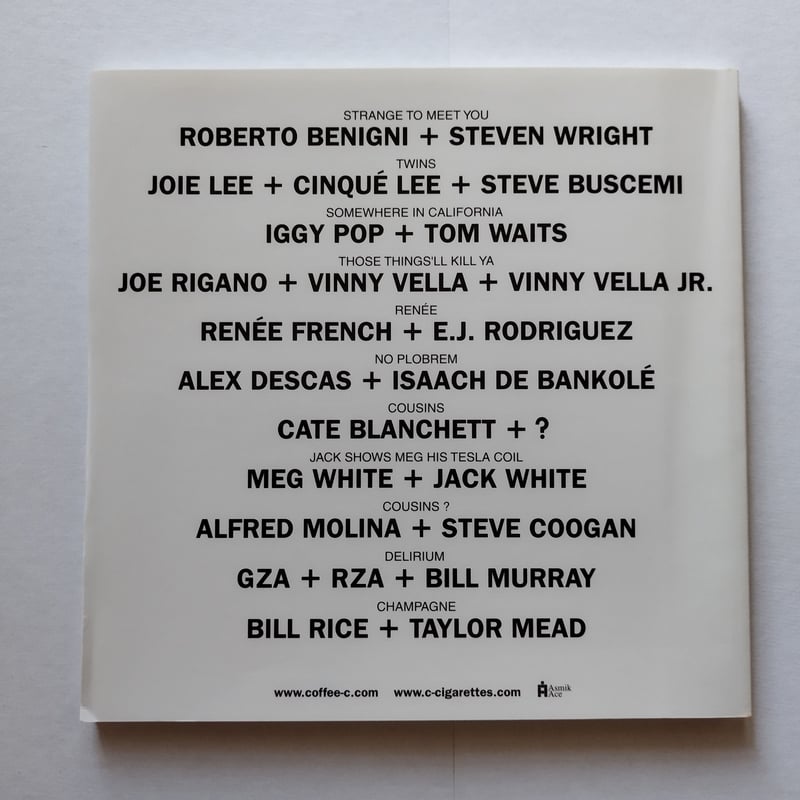 STRANGE TO MEET YOU
ROBERTO BENIGNI + STEVEN WRIGHT
TWINS
JOIE LEE + CINQUÉ LEE + STEVE BUSCEMI
SOMEWHERE IN CALIFORNIA
IGGY POP + TOM WAITS
THOSE THINGS'LL KILL YA
JOE RIGANO + VINNY VELLA + VINNY VELLA JR.
RENÉE
RENÉE FRENCH + E.J. RODRIGUEZ
NO PLOBREM
ALEX DESCAS + ISAACH DE BANKOLÉ
COUSINS
CATE BLANCHETT + ?
JACK SHOWS MEG HIS TESLA COIL
MEG WHITE + JACK WHITE
COUSINS ?
ALFRED MOLINA + STEVE COOGAN
DELIRIUM
GZA + RZA + BILL MURRAY
CHAMPAGNE
BILL RICE + TAYLOR MEAD
www.coffee-c.com www.c-cigarettes.com Asmik
Ace